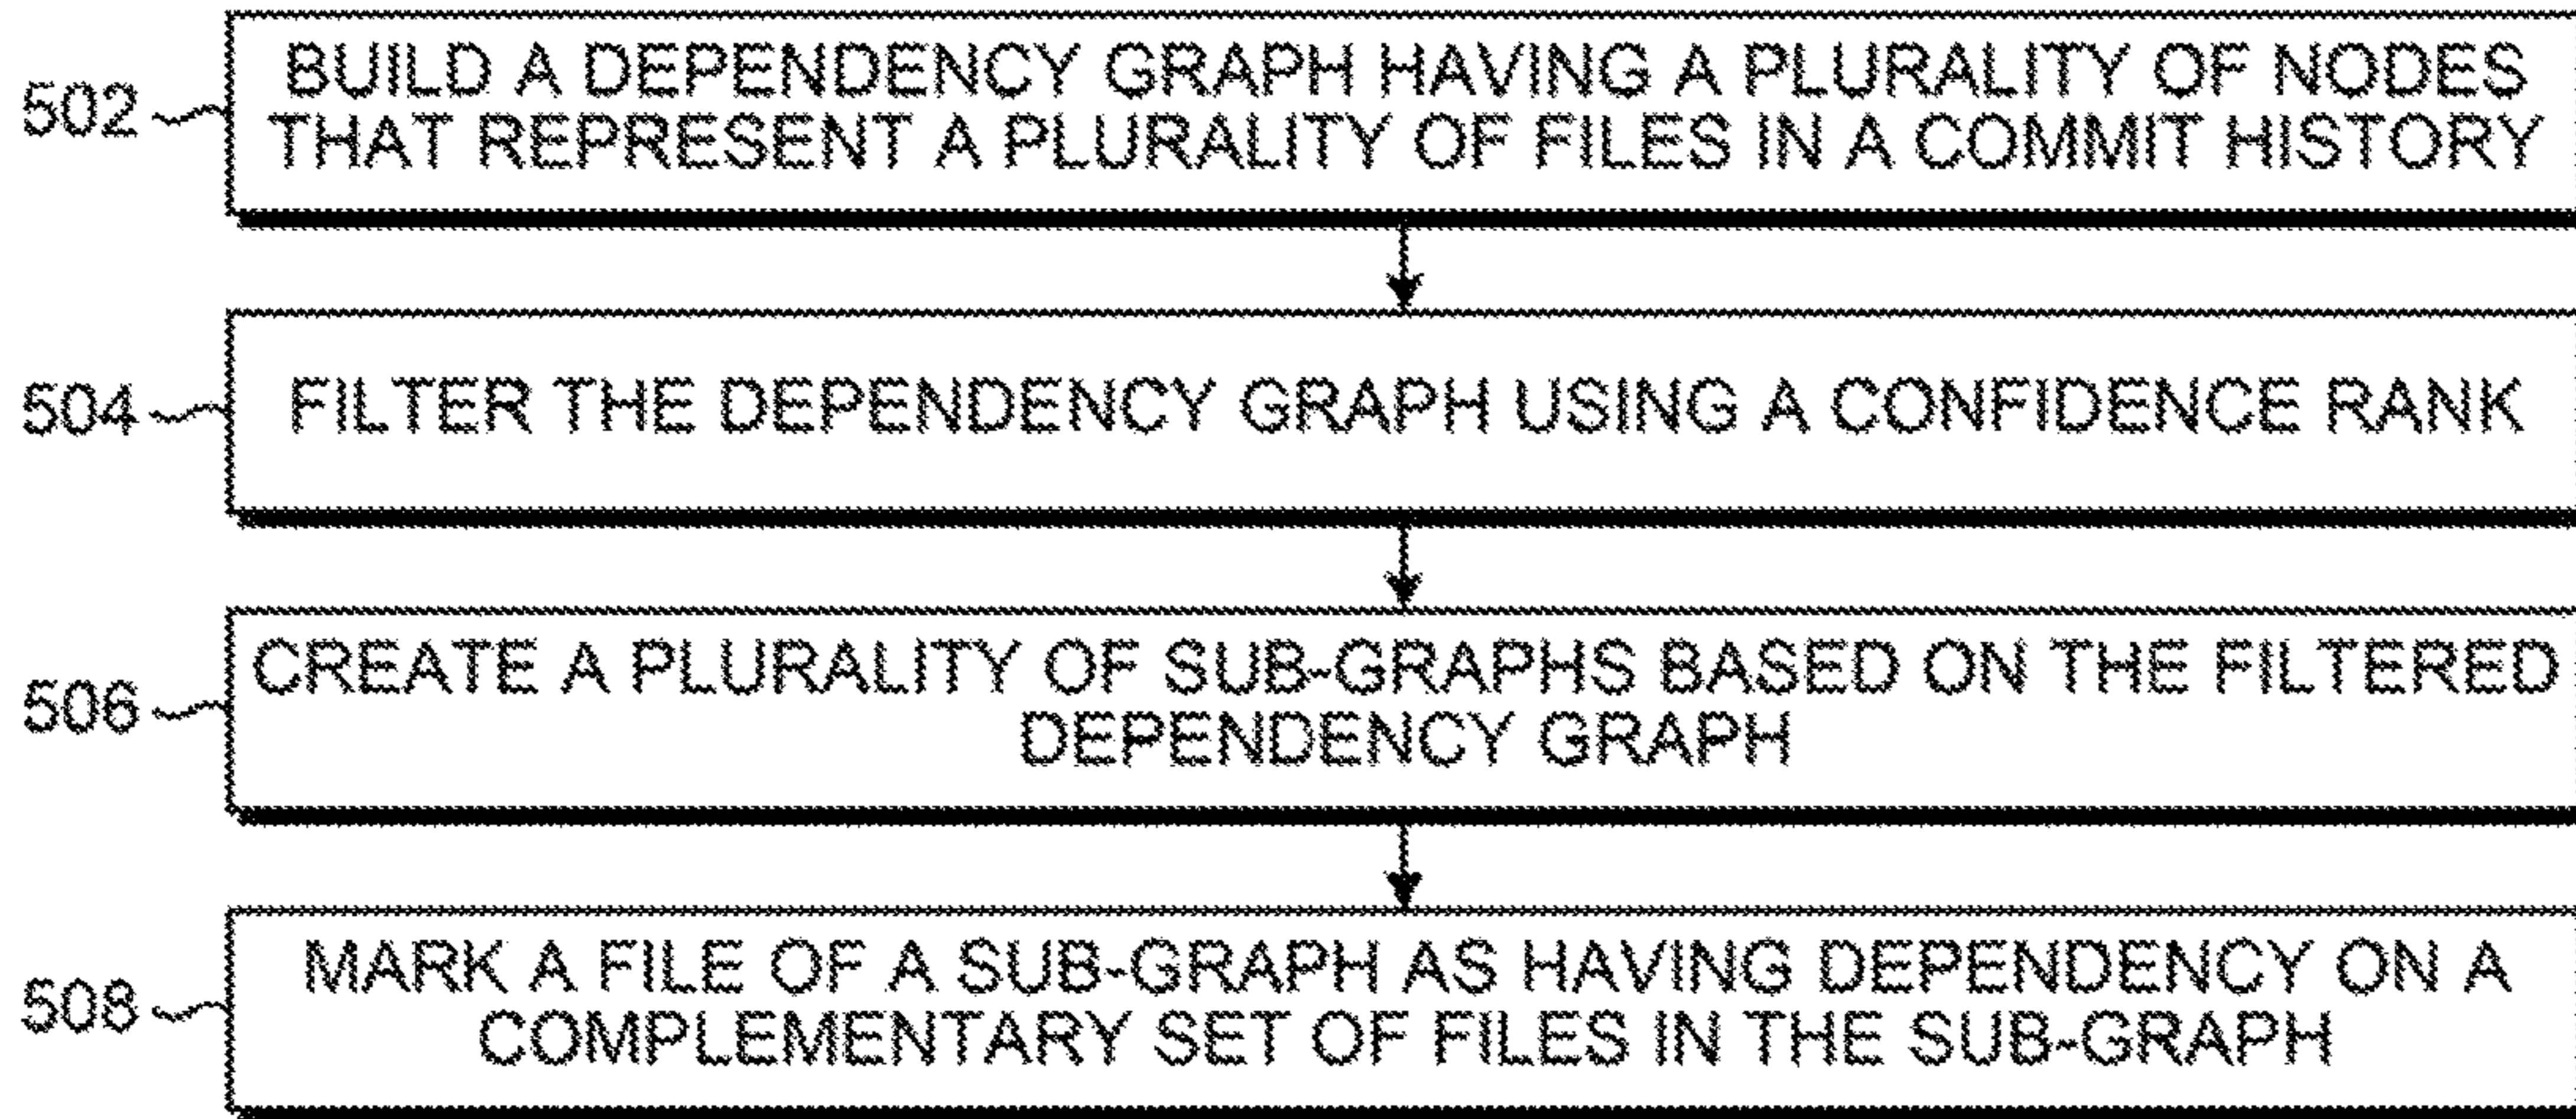 502
BUILD A DEPENDENCY GRAPH HAVING A PLURALITY OF NODES
THAT REPRESENT A PLURALITY OF FILES IN A COMMIT HISTORY
504
FILTER THE DEPENDENCY GRAPH USING A CONFIDENCE RANK
506
CREATE A PLURALITY OF SUB-GRAPHS BASED ON THE FILTERED
DEPENDENCY GRAPH
508
MARK A FILE OF A SUB-GRAPH AS HAVING DEPENDENCY ON A
COMPLEMENTARY SET OF FILES IN THE SUB-GRAPH